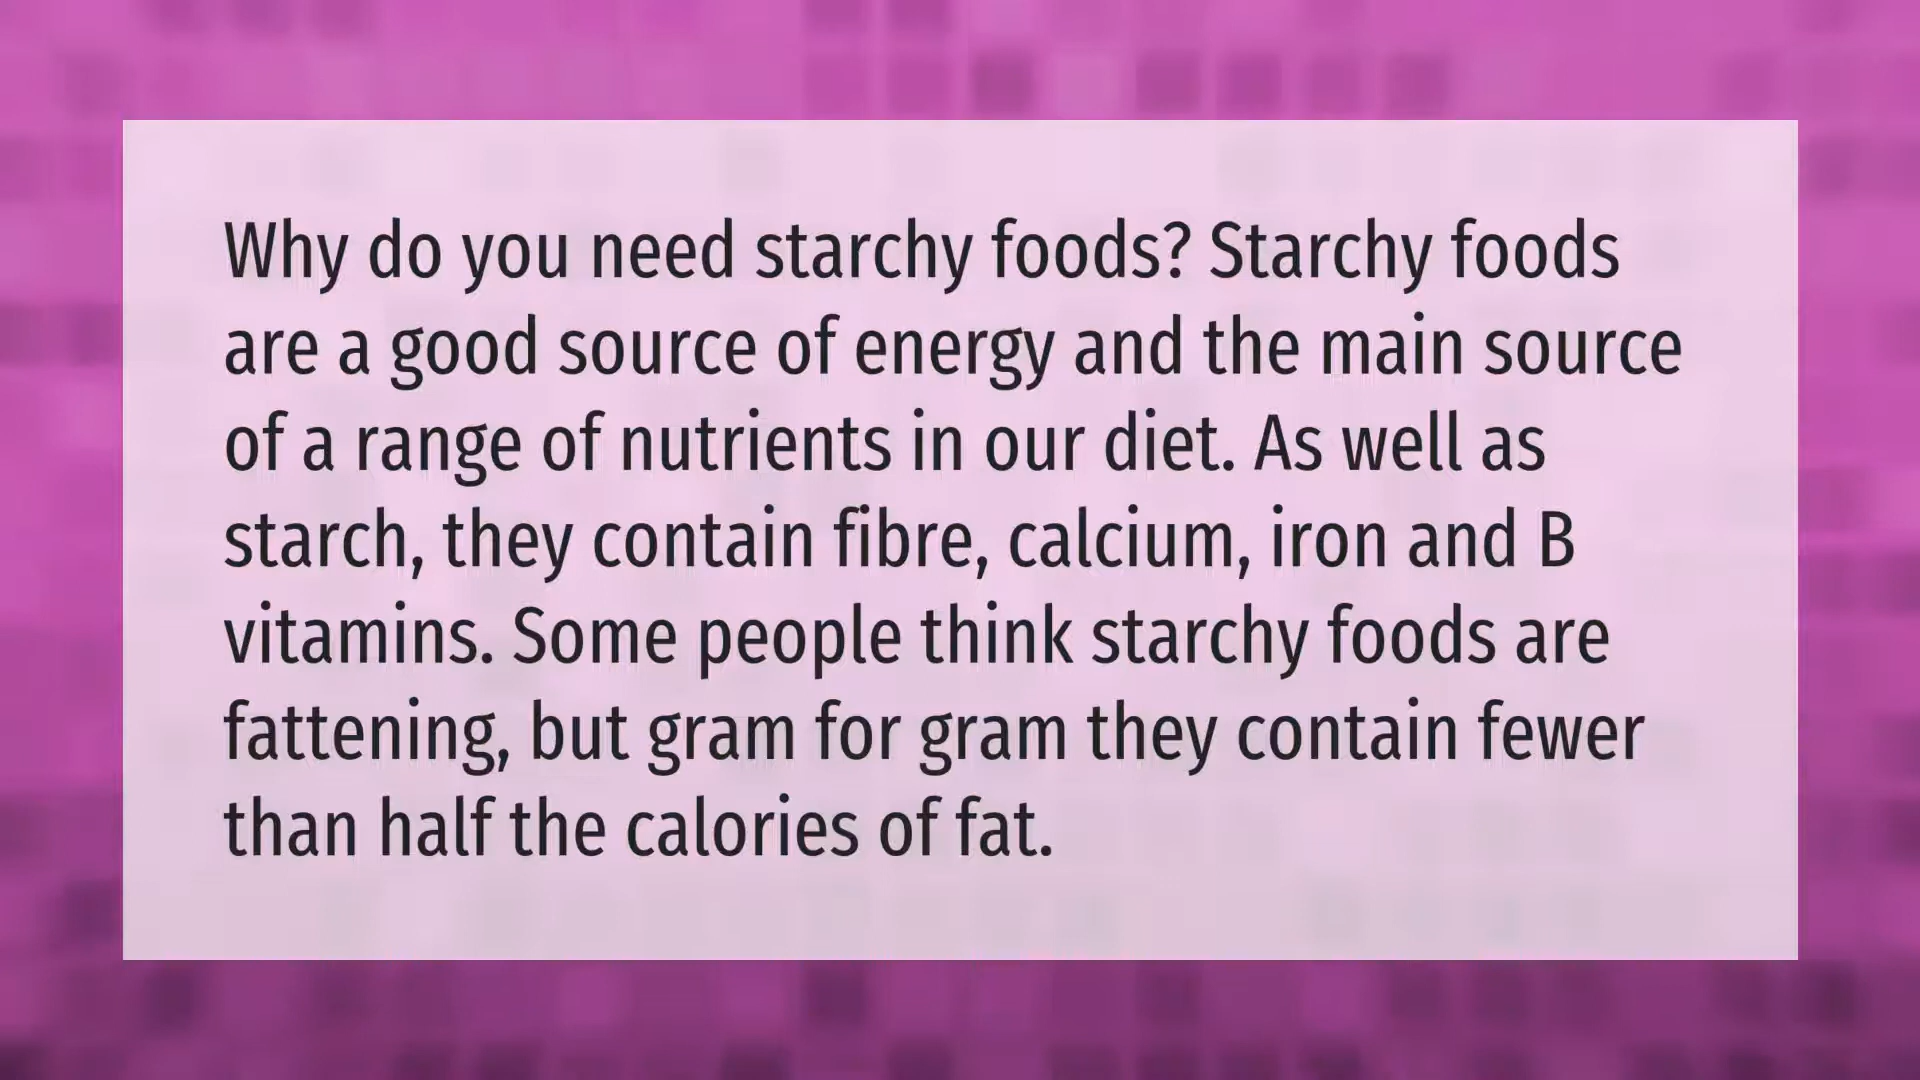 Why do you need starchy foods? Starchy foods
are a good source of energy and the main source
of a range of nutrients in our diet. As well as
starch, they contain fibre, calcium, iron and B
vitamins. Some people think starchy foods are
fattening, but gram for gram they contain fewer
than half the calories of fat.